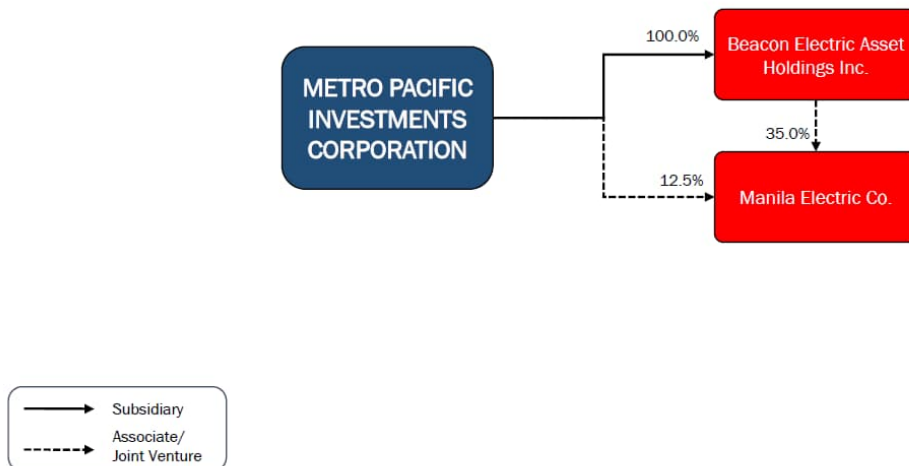 METRO PACIFIC
INVESTMENTS
CORPORATION
100.0%
Beacon Electric Asset
Holdings Inc.
35.0%
12.5%
Manila Electric Co.
Subsidiary
Associate/
Joint Venture